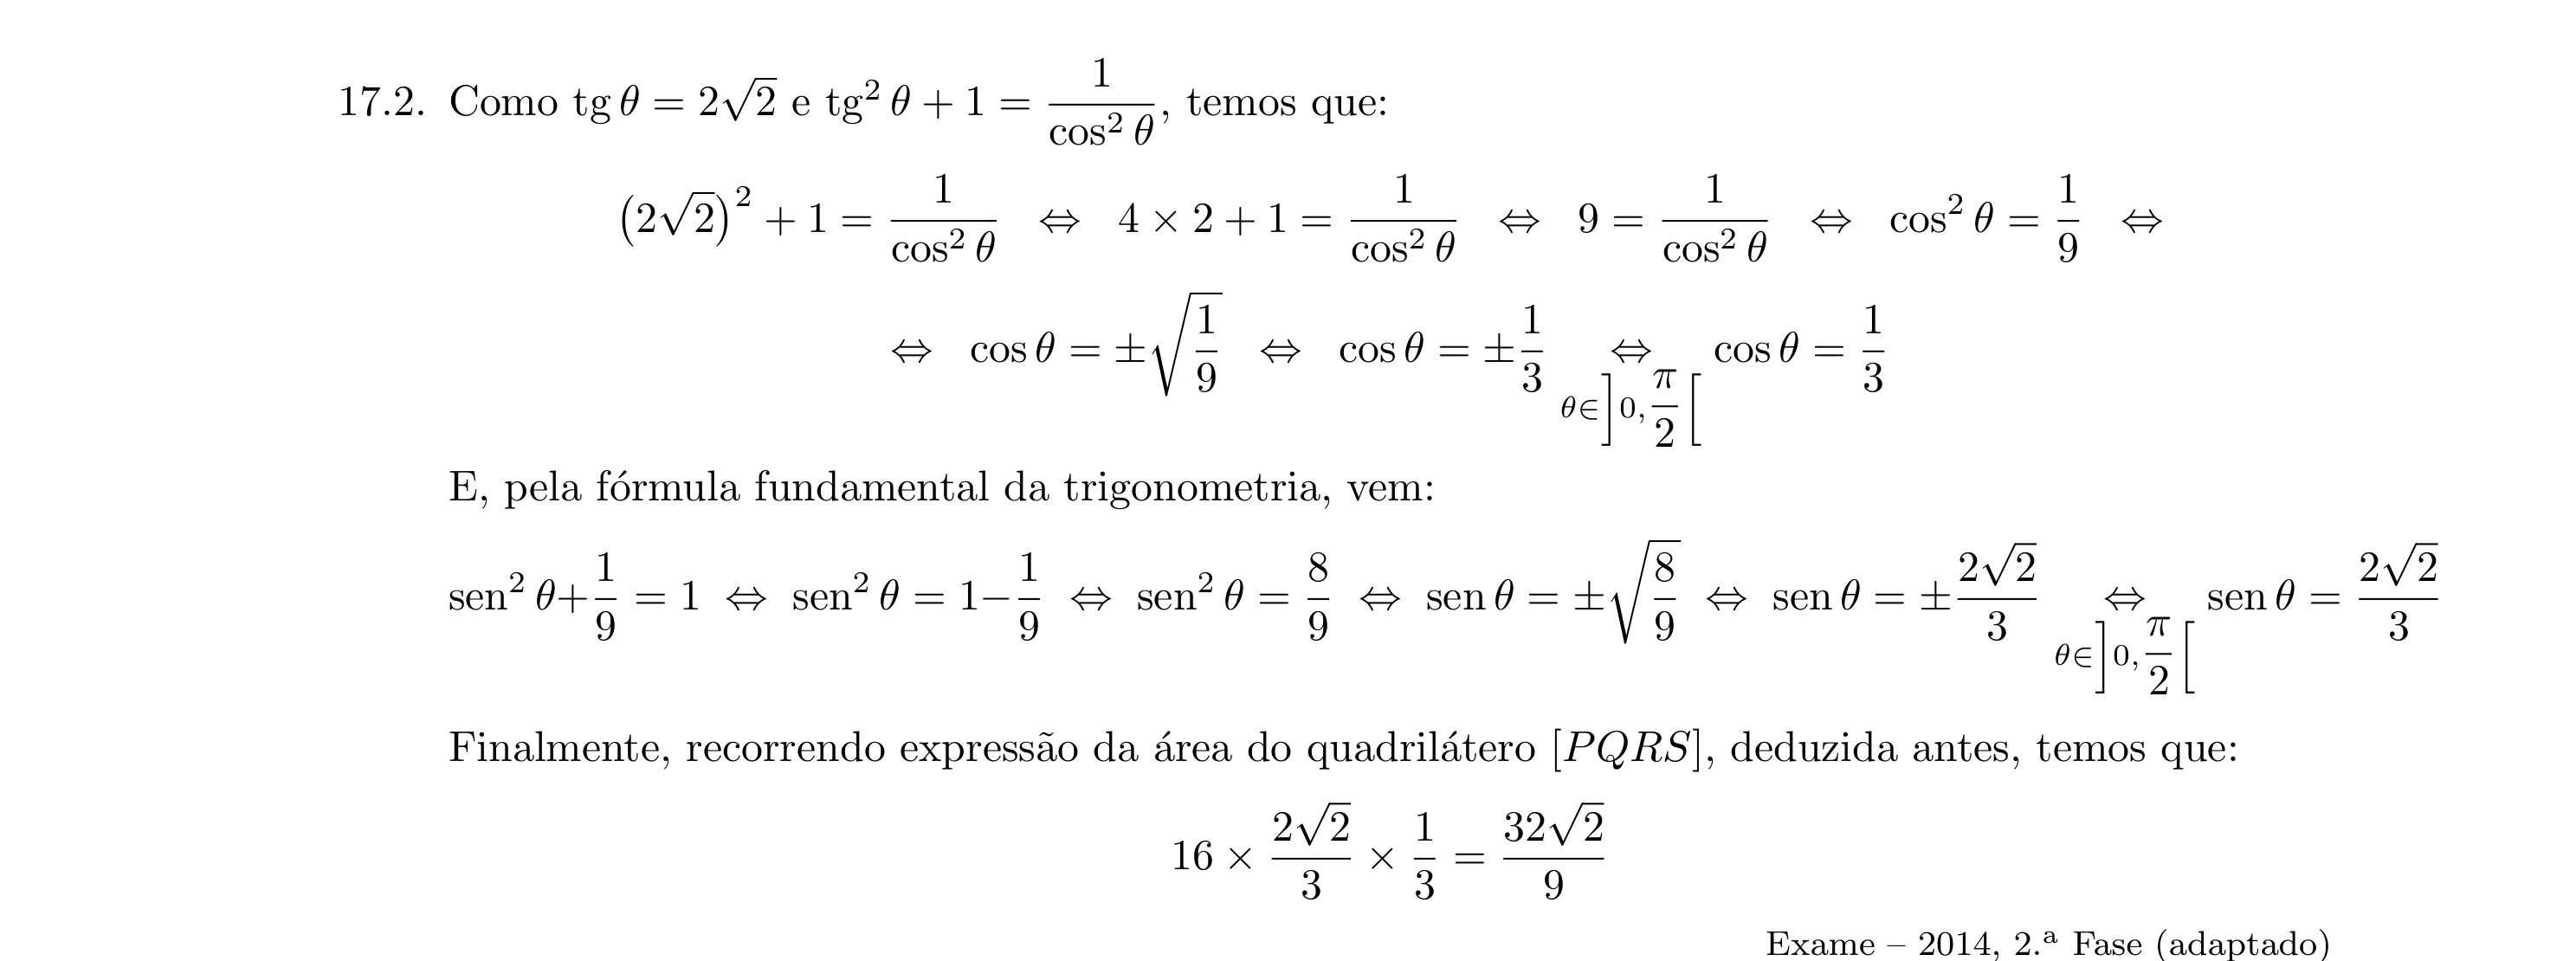 17.2. Como tg θ = 2√2 e tg² θ + 1 = 1/cos² θ, temos que:
(2√2)² + 1 = 1/cos² θ ⇔ 4 × 2 + 1 = 1/cos² θ ⇔ 9 = 1/cos² θ ⇔ cos² θ = 1/9 ⇔
⇔ cos θ = ±√(1/9) ⇔ cos θ = ±1/3 ⇔ θ∈]0,π/2[ cos θ = 1/3
E, pela fórmula fundamental da trigonometria, vem:
sen² θ+1/9 = 1 ⇔ sen² θ = 1−1/9 ⇔ sen² θ = 8/9 ⇔ sen θ = ±√(8/9) ⇔ sen θ = ±2√2/3 ⇔ θ∈]0,π/2[ sen θ = 2√2/3
Finalmente, recorrendo expressão da área do quadrilátero [PQRS], deduzida antes, temos que:
16 × 2√2/3 × 1/3 = 32√2/9
Exame – 2014, 2.ª Fase (adaptado)